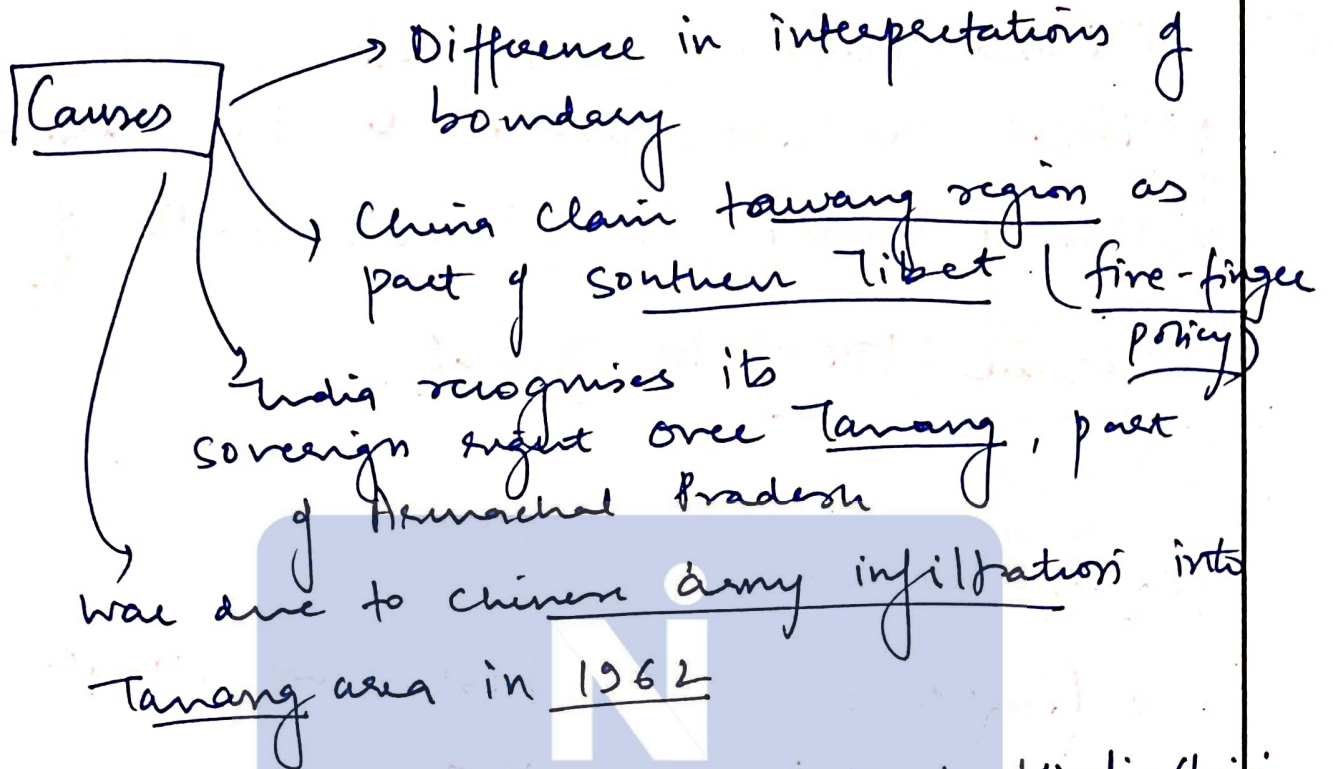 Causes
→ Difference in interpretations of
boundary
China claim tawang region as
part of southern Tibet (five-finger
policy)
India recognises its
soverign right over Tawang, part
of Arunachal Pradesh
war due to chinese army infiltration into
Tawang area in 1962
N